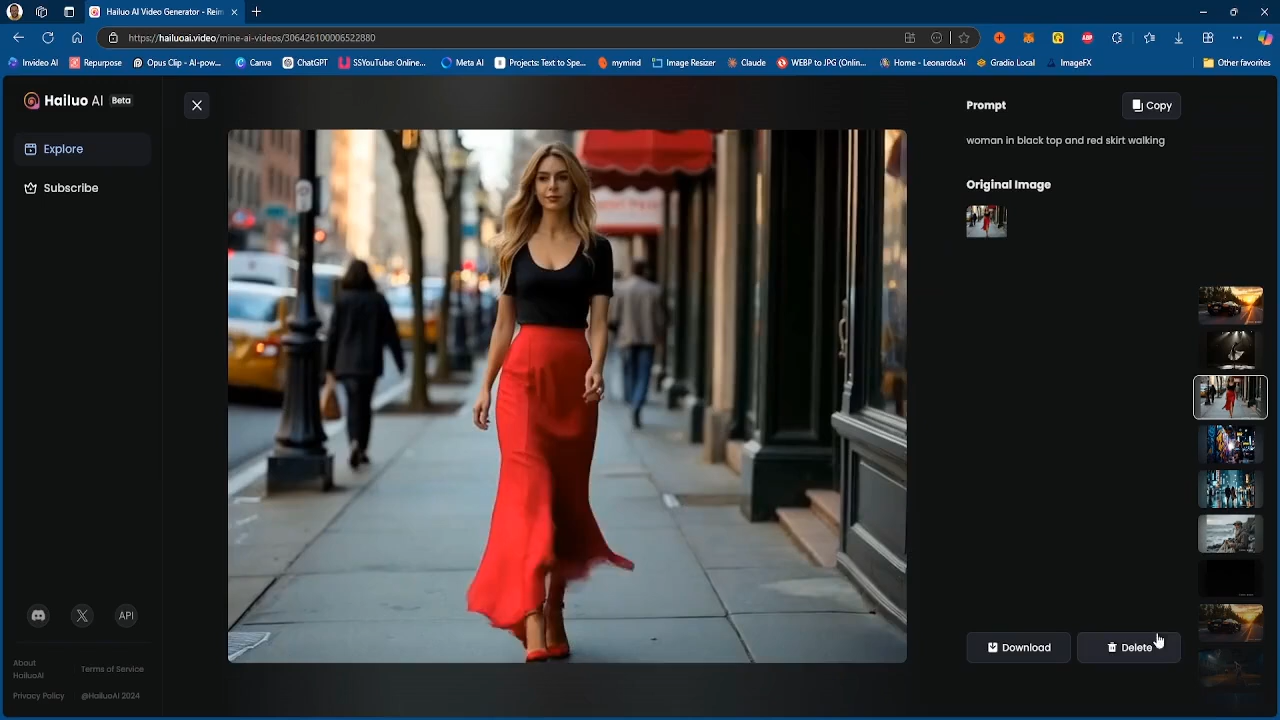 Hailuo AI Video Generator - Reim
https://hailuoai.video/mine-ai-videos/306426100006522880
Invideo AI
Repurpose
Opus Clip - AI-pow...
Canva
ChatGPT
SSYouTube: Online...
Meta AI
Projects: Text to Spe...
mymind
Image Resizer
Claude
WEBP to JPG (Onlin...
Home - Leonardo.Ai
Gradio Local
ImageFX
Other favorites
Hailuo AI Beta
Explore
Subscribe
Prompt
Copy
woman in black top and red skirt walking
Original Image
Download
Delete
API
About
HailuoAI
Terms of Service
Privacy Policy
@HailuoAI 2024
ABP